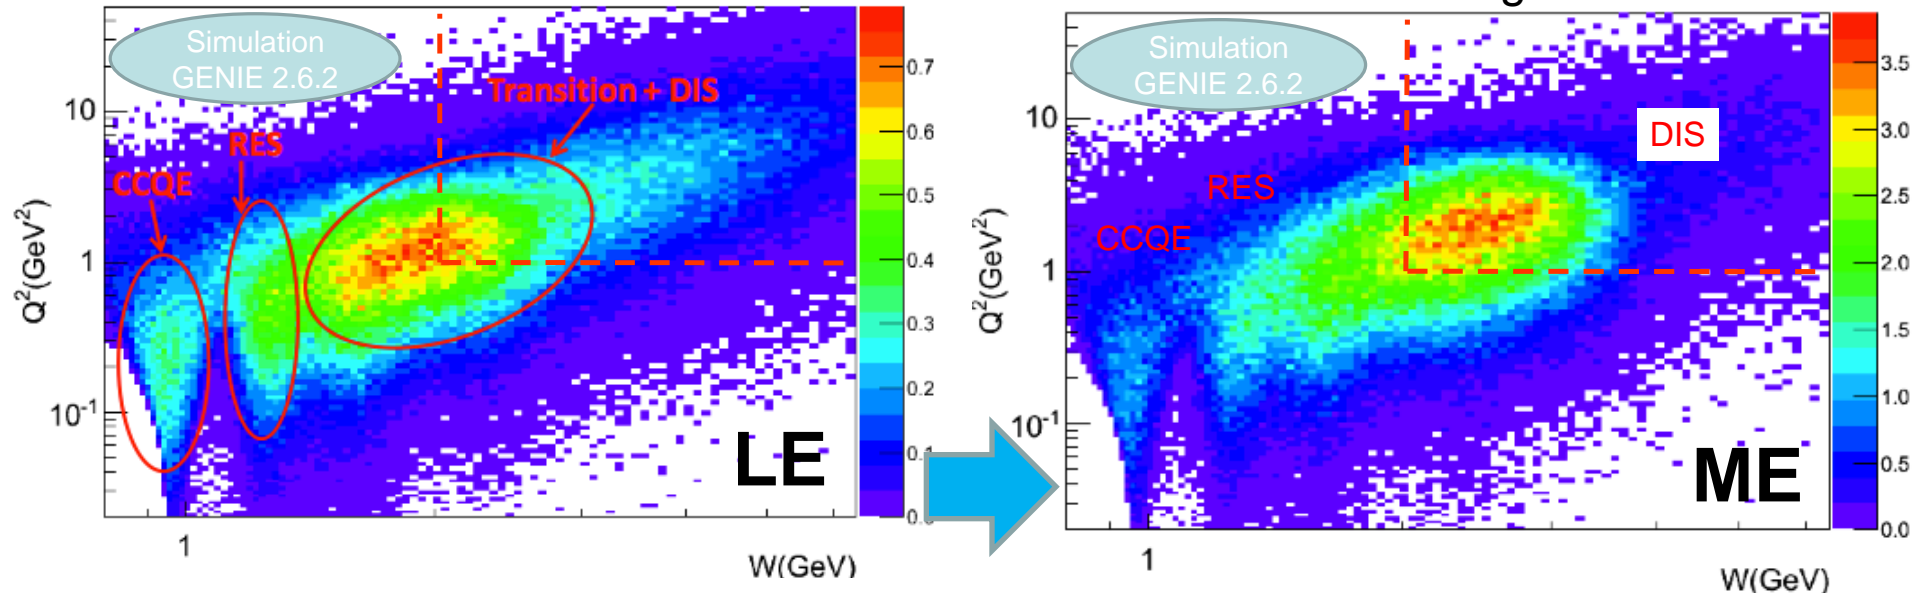 g
Simulation
GENIE 2.6.2
Transition + DIS
RES
CCQE
Q²(GeV²)
10
1
10⁻¹
LE
1
W(GeV)
0.7
0.6
0.5
0.4
0.3
0.2
0.1
0.
Simulation
GENIE 2.6.2
DIS
RES
CCQE
Q²(GeV²)
10
1
10⁻¹
ME
1
W(GeV)
3.5
3.0
2.5
2.0
1.5
1.0
0.5
0.0